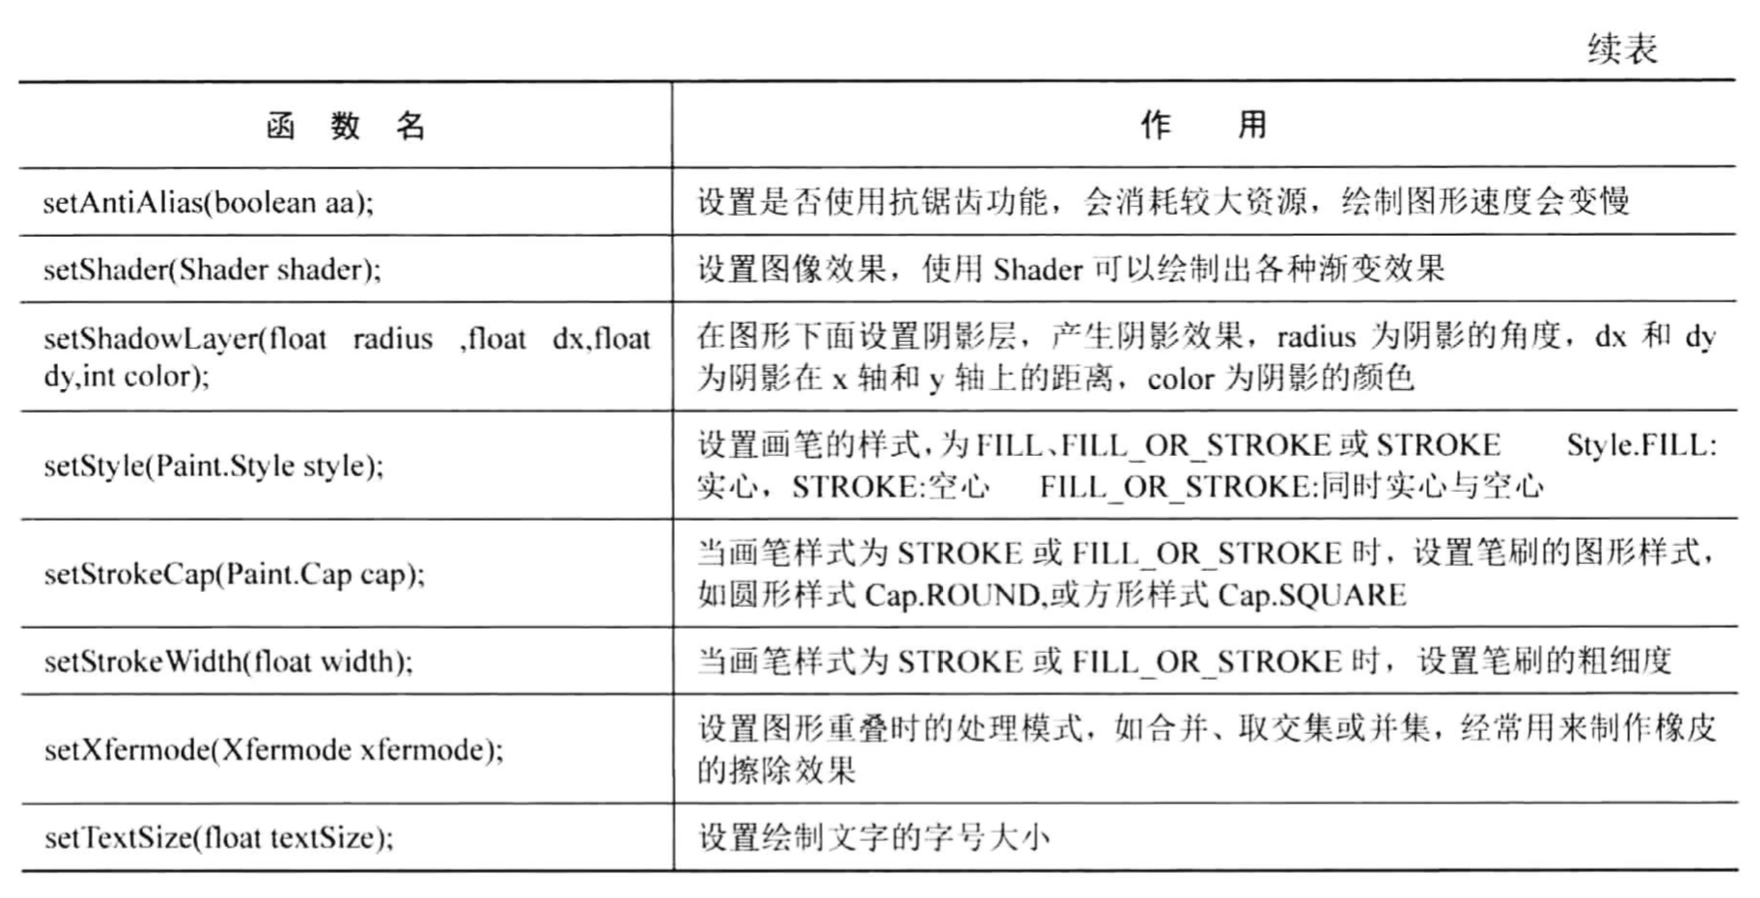 续表
函 数 名 作 用
setAntiAlias(boolean aa); 设置是否使用抗锯齿功能，会消耗较大资源，绘制图形速度会变慢
setShader(Shader shader); 设置图像效果，使用 Shader 可以绘制出各种渐变效果
setShadowLayer(float radius ,float dx,float
dy,int color);
在图形下面设置阴影层，产生阴影效果，radius 为阴影的角度，dx 和 dy
为阴影在 x 轴和 y 轴上的距离，color 为阴影的颜色
setStyle(Paint.Style style);
设置画笔的样式，为 FILL、FILL_OR_STROKE 或 STROKE Style.FILL:
实心，STROKE:空心 FILL_OR_STROKE:同时实心与空心
setStrokeCap(Paint.Cap cap);
当画笔样式为 STROKE 或 FILL_OR_STROKE 时，设置笔刷的图形样式，
如圆形样式 Cap.ROUND,或方形样式 Cap.SQUARE
setStrokeWidth(float width); 当画笔样式为 STROKE 或 FILL_OR_STROKE 时，设置笔刷的粗细度
setXfermode(Xfermode xfermode);
设置图形重叠时的处理模式，如合并、取交集或并集，经常用来制作橡皮
的擦除效果
setTextSize(float textSize); 设置绘制文字的字号大小